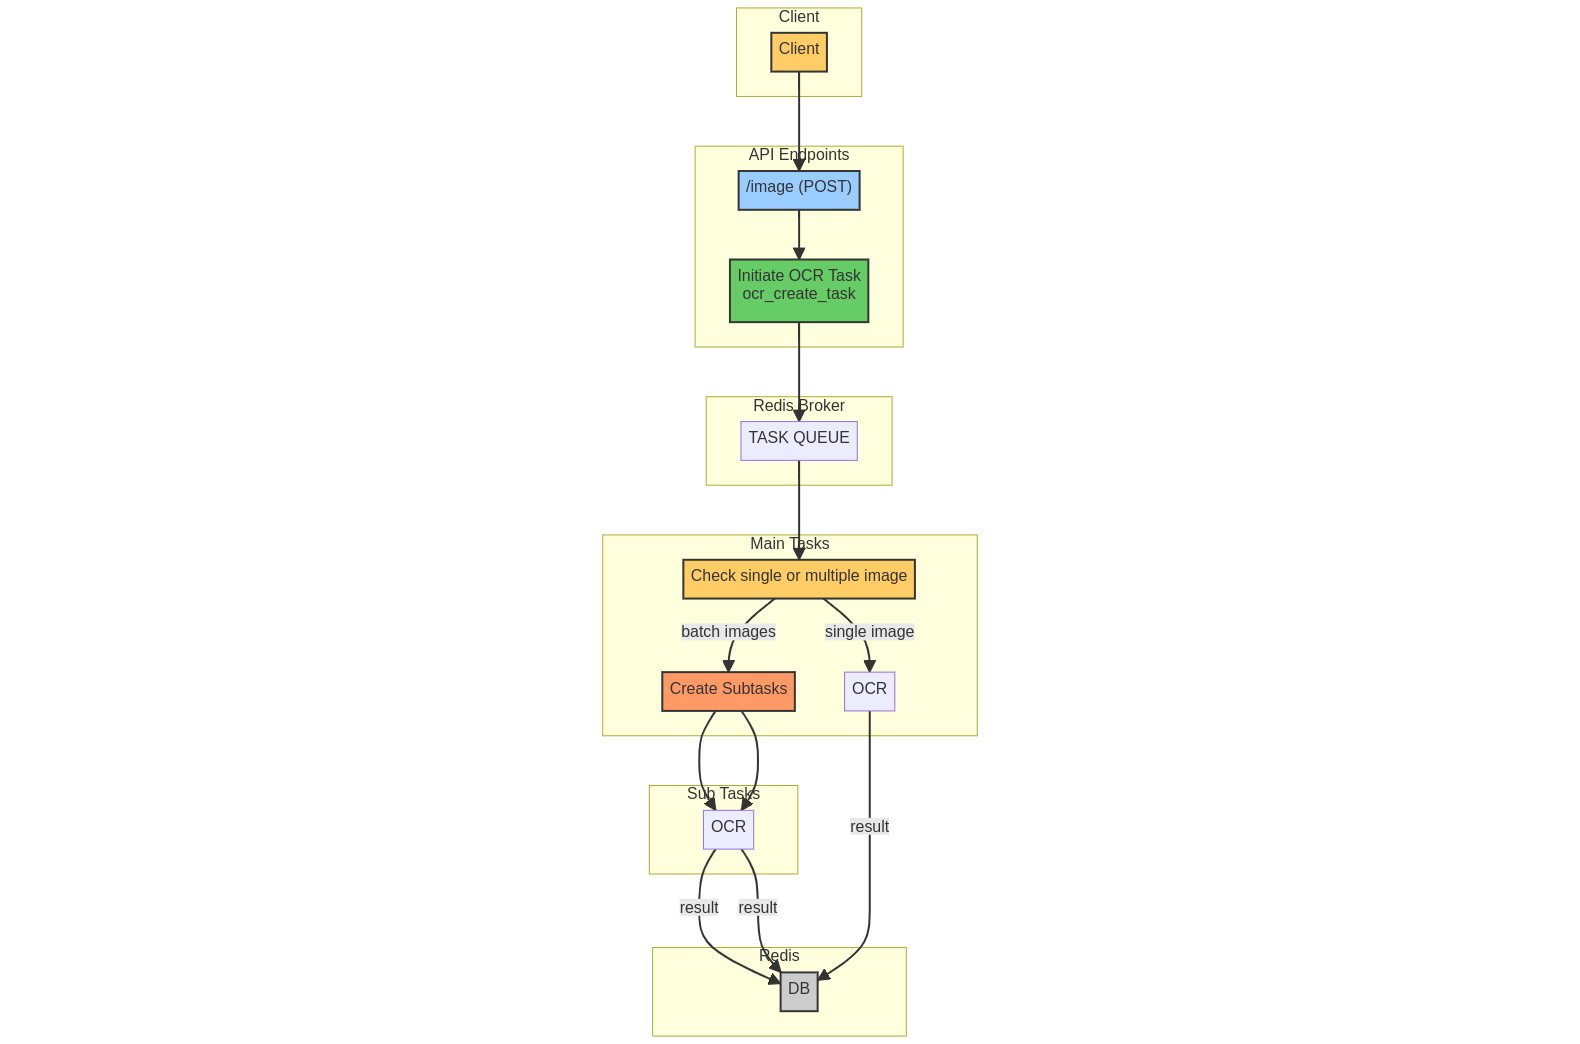 Client
Client
API Endpoints
/image (POST)
Initiate OCR Task
ocr_create_task
Redis Broker
TASK QUEUE
Main Tasks
Check single or multiple image
batch images
single image
Create Subtasks
OCR
Sub Tasks
OCR
result
result
result
Redis
DB